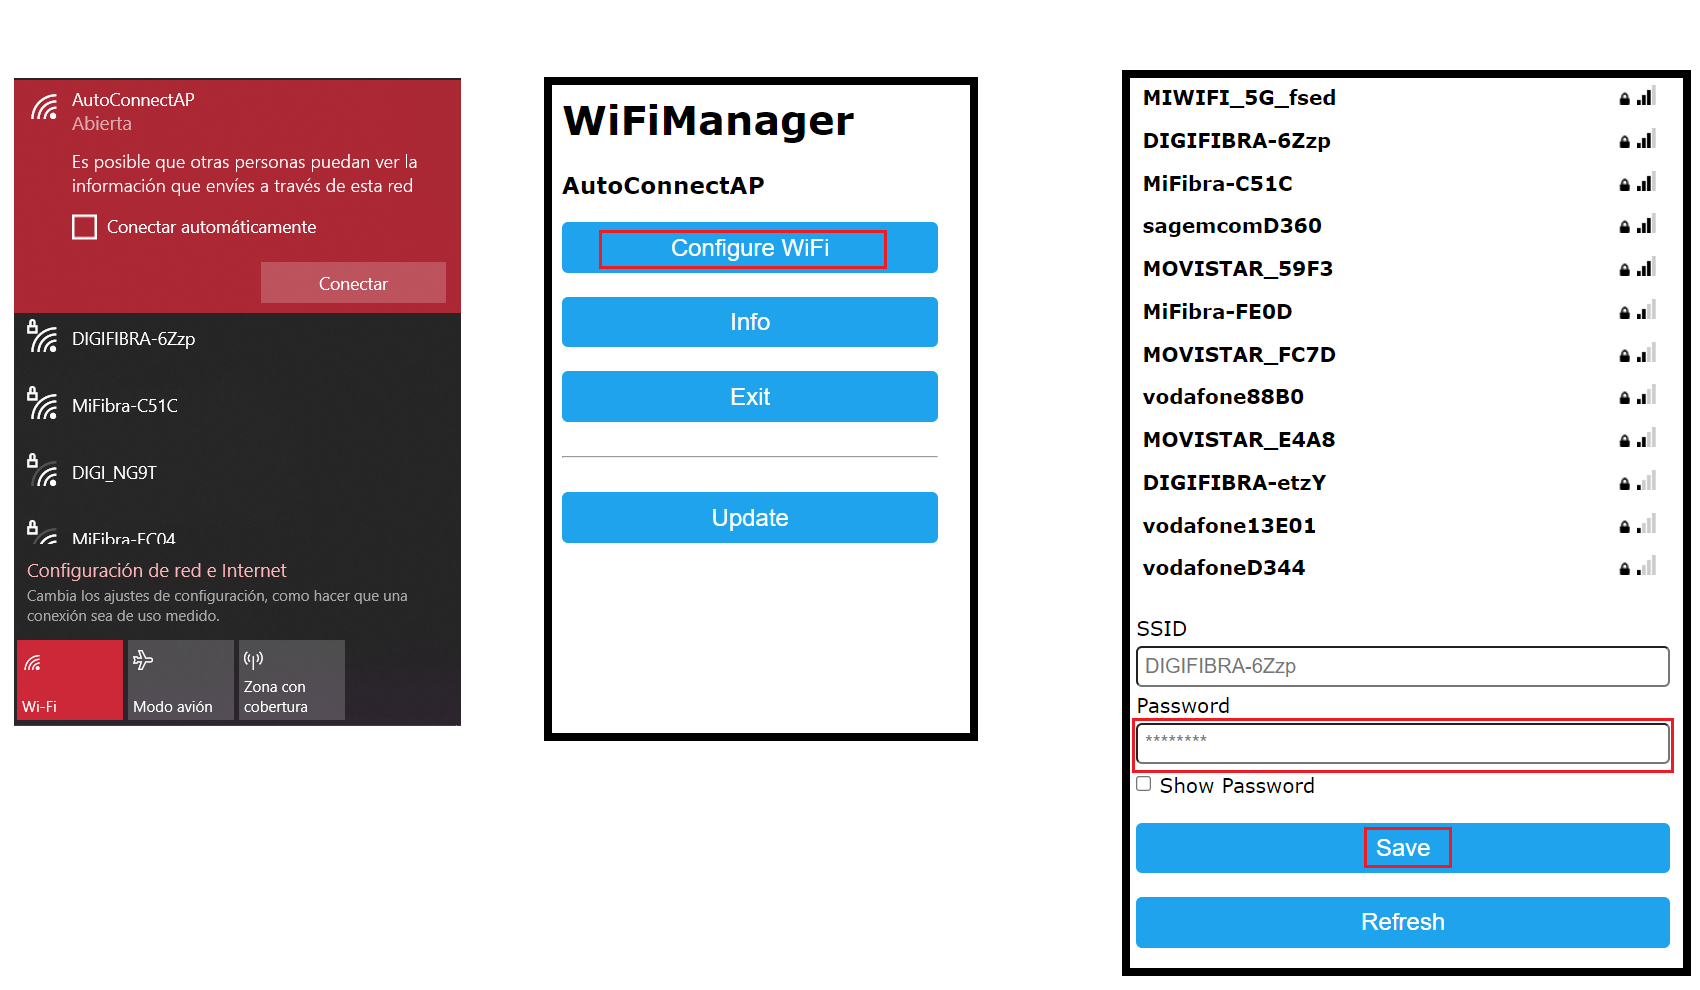 AutoConnectAP
Abierta
Es posible que otras personas puedan ver la
información que envíes a través de esta red
Conectar automáticamente
Conectar
DIGIFIBRA-6Zzp
MiFibra-C51C
DIGI_NG9T
MiFibra-FC04
Configuración de red e Internet
Cambia los ajustes de configuración, como hacer que una
conexión sea de uso medido.
Wi-Fi
Modo avión
Zona con
cobertura
WiFiManager
AutoConnectAP
Configure WiFi
Info
Exit
Update
MIWIFI_5G_fsed
DIGIFIBRA-6Zzp
MiFibra-C51C
sagemcomD360
MOVISTAR_59F3
MiFibra-FE0D
MOVISTAR_FC7D
vodafone88B0
MOVISTAR_E4A8
DIGIFIBRA-etzY
vodafone13E01
vodafoneD344
SSID
DIGIFIBRA-6Zzp
Password
********
Show Password
Save
Refresh